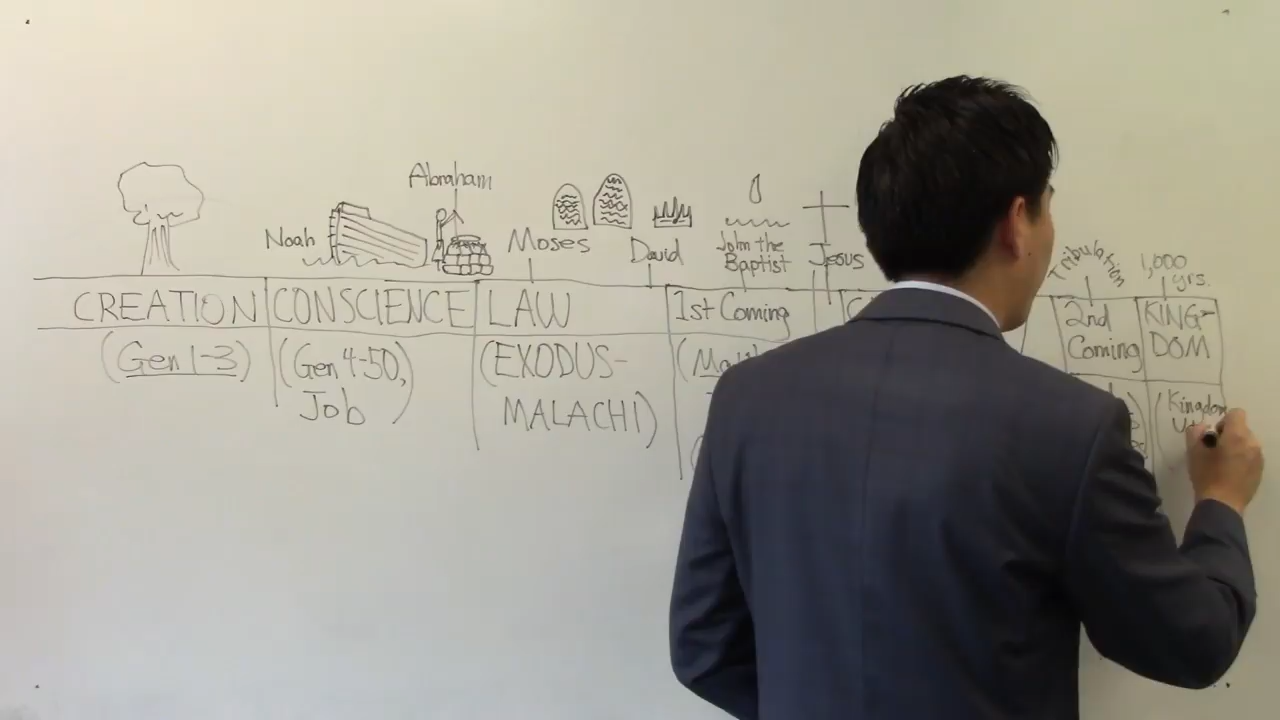 Abraham
Noah
Moses
David
John the
Baptist
Jesus
Tribulation
1,000
yrs.
CREATION
CONSCIENCE
LAW
1st Coming
2nd
Coming
KING-
DOM
(Gen 1-3)
(Gen 4-50),
Job
(EXODUS-
MALACHI)
Kingdom